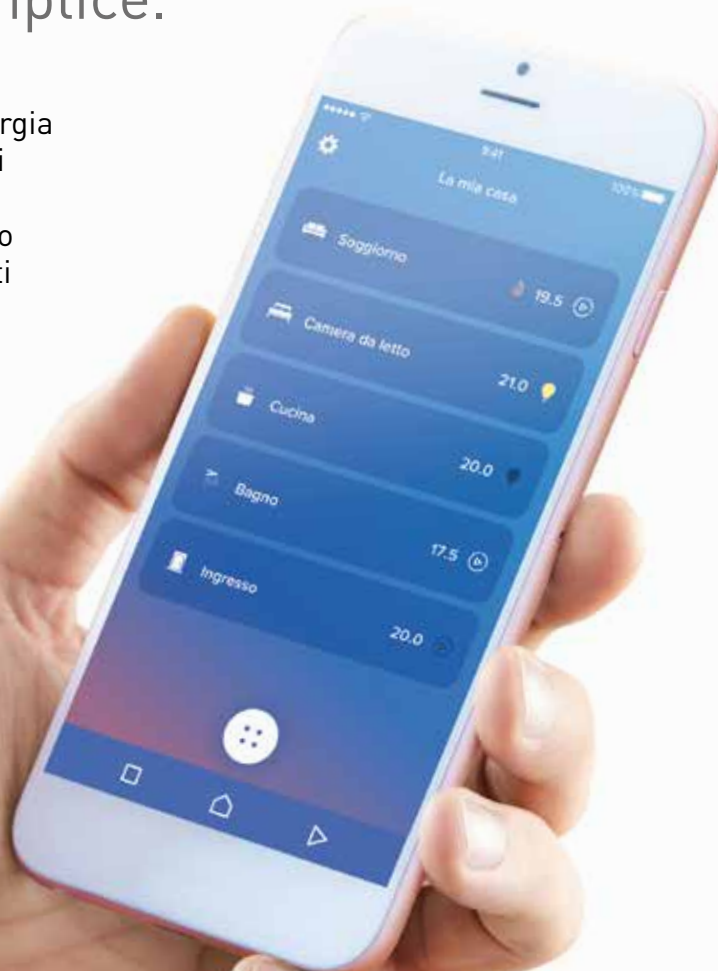 mplice.
rgia
i
o
ti
9:41
100%
La mia casa
Soggiorno
19.5
Camera da letto
21.0
Cucina
20.0
Bagno
17.5
Ingresso
20.0